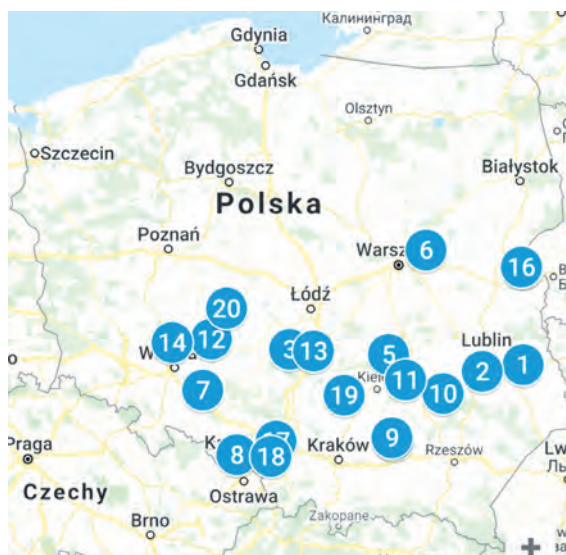 Калининград
Gdynia
Gdańsk
Olsztyn
Szczecin
Bydgoszcz
Białystok
Polska
Poznań
6
16
20
Łódź
14
12
3
13
5
Lublin
1
2
11
10
7
19
9
8
18
Kraków
Rzeszów
Praga
Ostrawa
Czechy
Zakopane
Brno